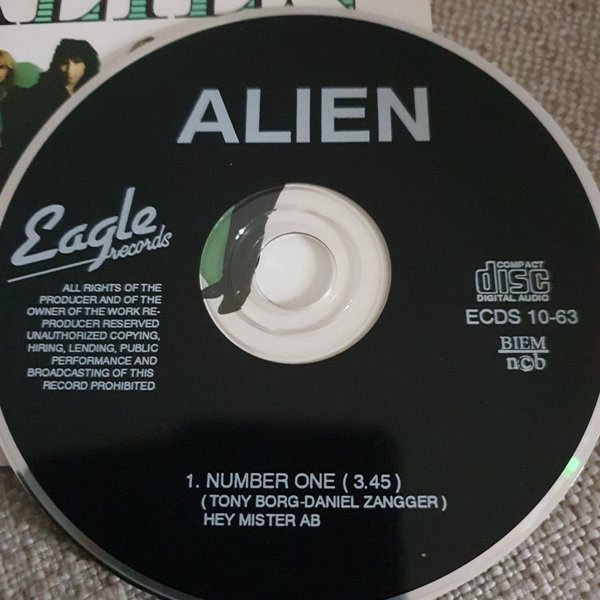 ALIEN
ALIEN
Eagle
records
ALL RIGHTS OF THE
PRODUCER AND OF THE
OWNER OF THE WORK RE-
PRODUCER RESERVED
UNAUTHORIZED COPYING,
HIRING, LENDING, PUBLIC
PERFORMANCE AND
BROADCASTING OF THIS
RECORD PROHIBITED
COMPACT
disc
DIGITAL AUDIO
ECDS 10-63
BIEM
ncb
1. NUMBER ONE ( 3.45 )
( TONY BORG-DANIEL ZANGGER )
HEY MISTER AB